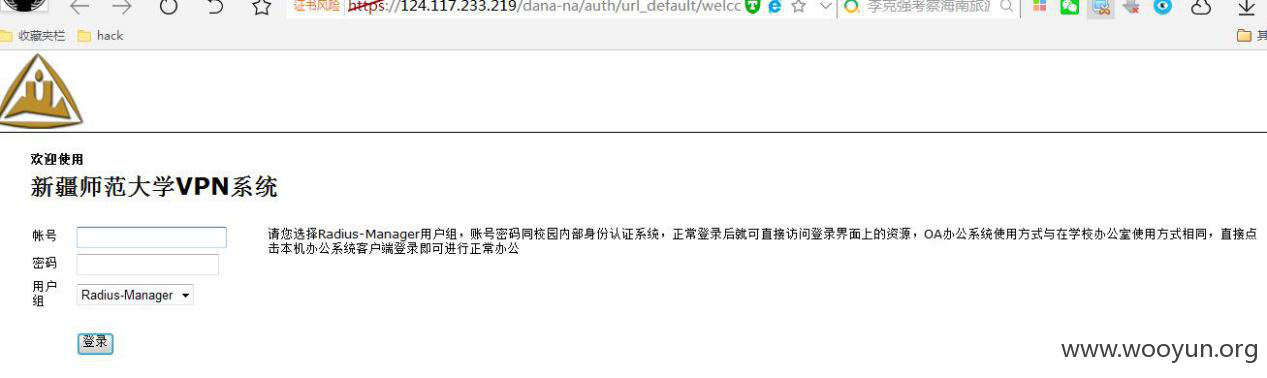 证书风险 https://124.117.233.219/dana-na/auth/url_default/welcc 李克强考察海南旅游
收藏夹栏 hack 其
欢迎使用
新疆师范大学VPN系统
帐号
密码
用户组
Radius-Manager
登录
请您选择Radius-Manager用户组，账号密码同校园内部身份认证系统，正常登录后就可直接访问登录界面上的资源，OA办公系统使用方式与在学校办公室使用方式相同，直接点
击本机办公系统客户端登录即可进行正常办公
www.wooyun.org